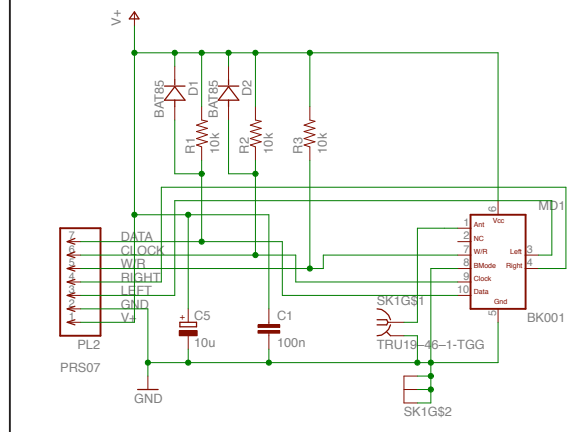 V+
BAT85
D1
BAT85
D2
R1
10k
R2
10k
R3
10k
MD1
6
Vcc
1
Ant
2
NC
7
W/R
Left
3
8
BMode
Right
4
9
Clock
10
Data
Gnd
5
BK001
7
DATA
6
CLOCK
5
W/R
4
RIGHT
3
LEFT
2
GND
1
V+
PL2
PRS07
+
C5
10u
C1
100n
SK1G$1
TRU19-46-1-TGG
GND
SK1G$2